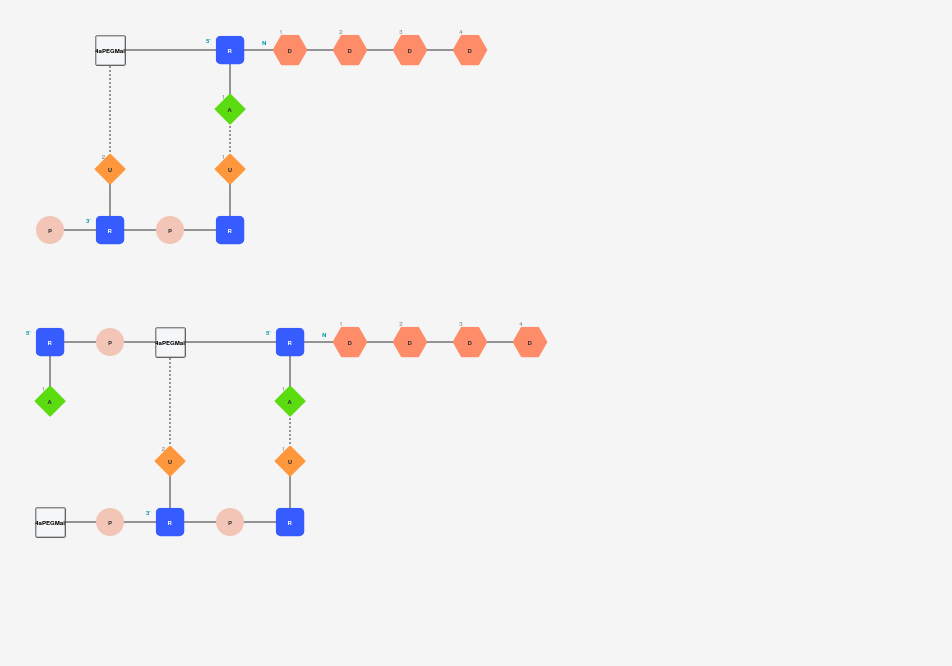 1 2 3 4
5' N
4aPEGMal R D D D D
1
A
2 1
U U
3'
P R P R
1 2 3 4
5' 5' N
R P 4aPEGMal R D D D D
1 1
A A
2 1
U U
3'
4aPEGMal P R P R